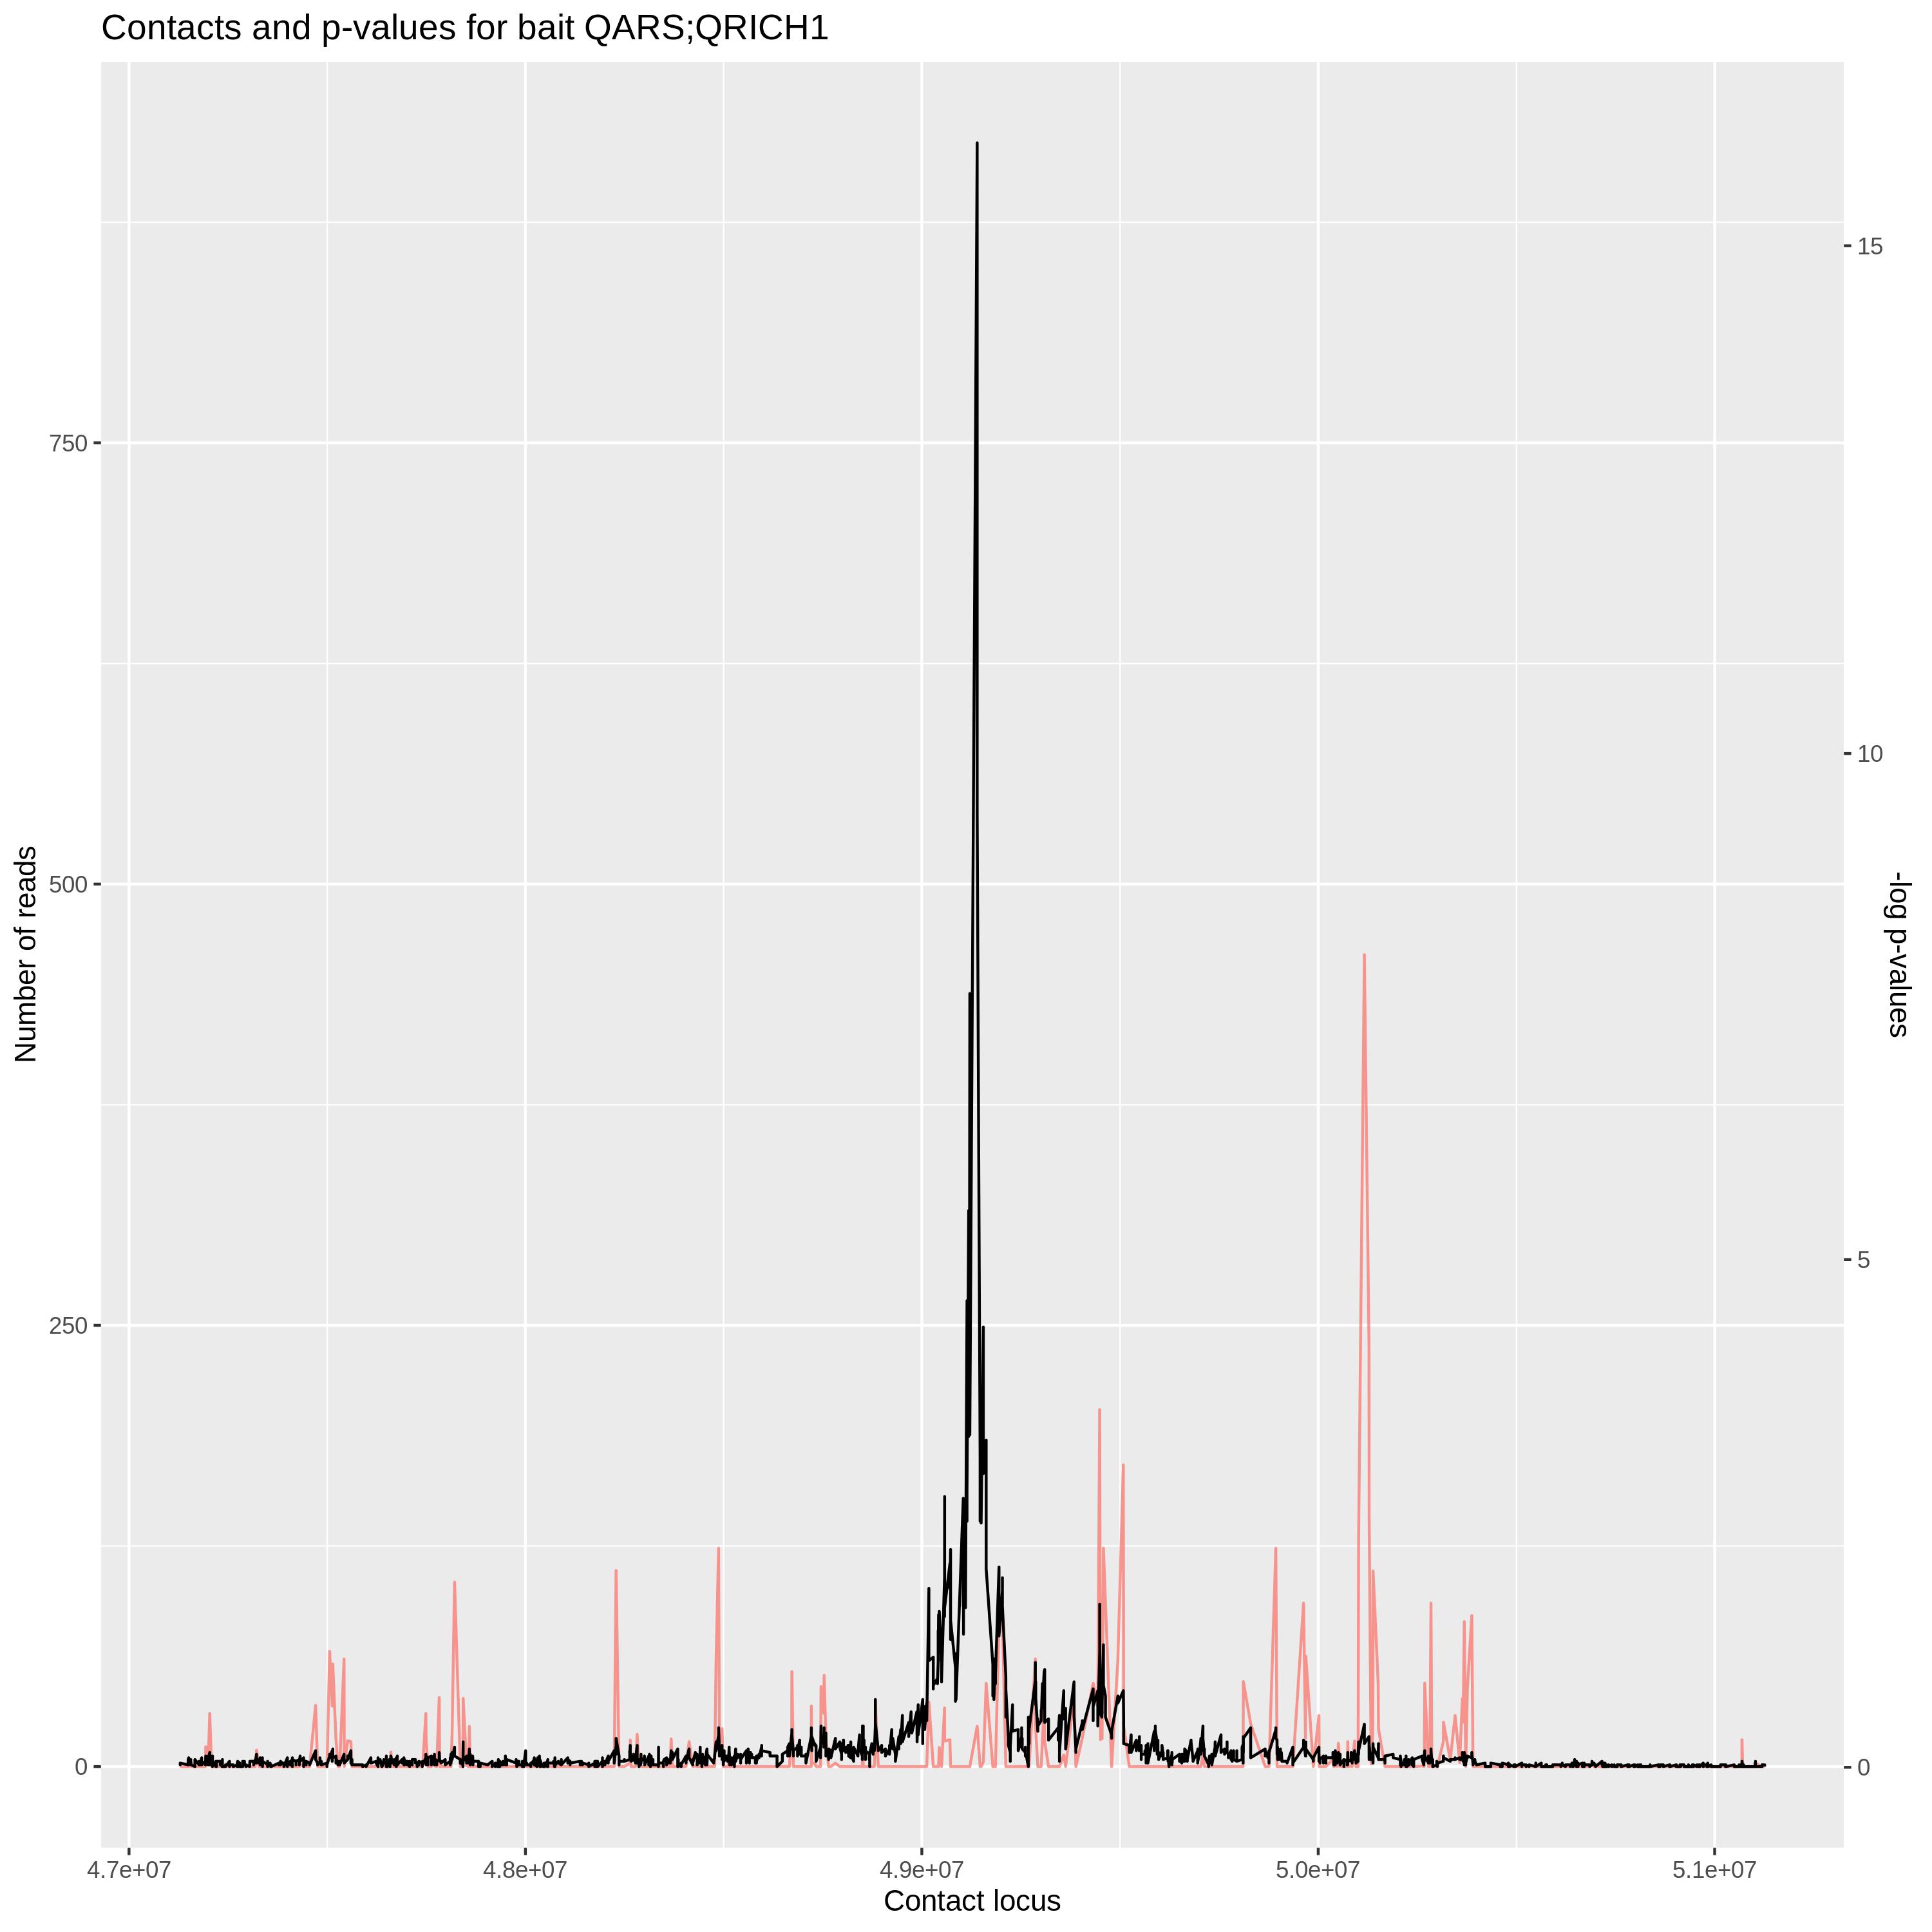 Contacts and p-values for bait QARS;QRICH1
Number of reads
750
500
250
0
15
10
5
0
-log p-values
4.7e+07 4.8e+07 4.9e+07 5.0e+07 5.1e+07
Contact locus